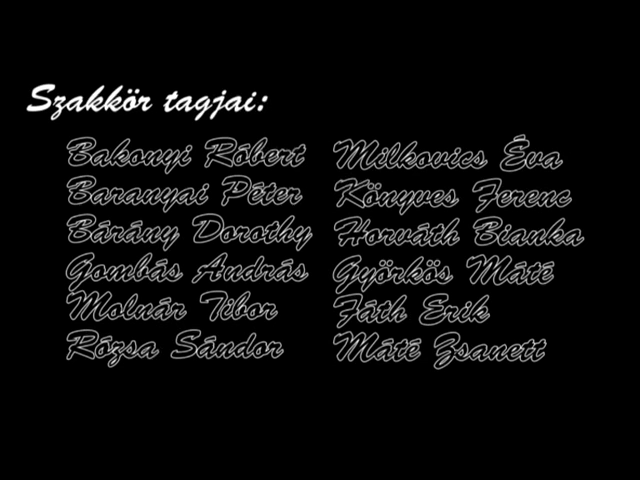 Szakkör tagjai:
Bakonyi Róbert
Baranyai Péter
Bárány Dorothy
Gombás András
Molnár Tibor
Rózsa Sándor
Milkovics Éva
Könyves Ferenc
Horváth Bianka
Györkös Máté
Fáth Erik
Máté Zsanett